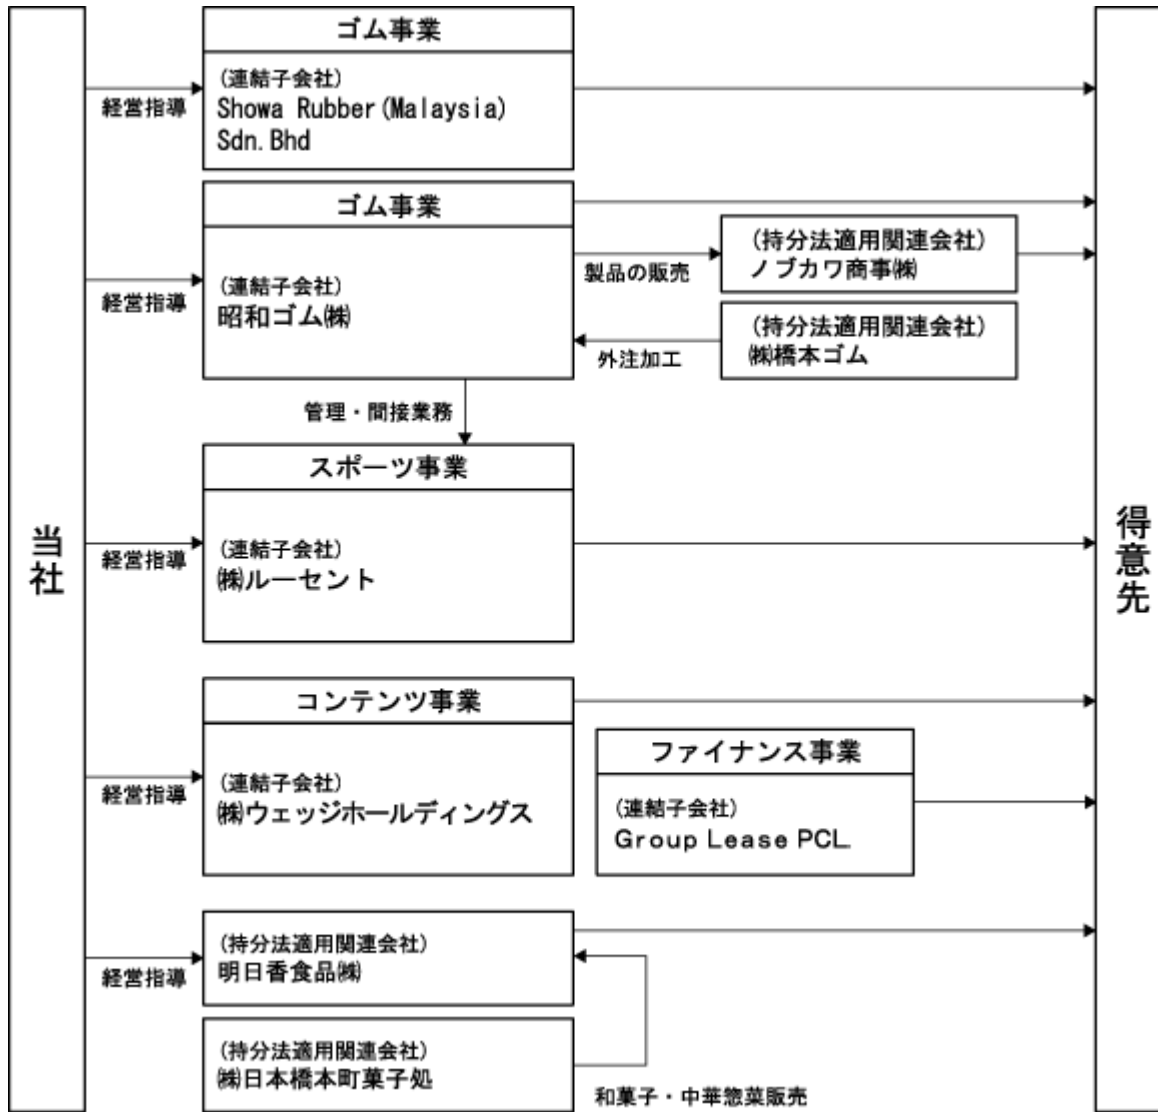 当社
ゴム事業
(連結子会社)
Showa Rubber(Malaysia)
Sdn.Bhd
経営指導
ゴム事業
(連結子会社)
昭和ゴム㈱
経営指導
製品の販売
(持分法適用関連会社)
ノブカワ商事㈱
外注加工
(持分法適用関連会社)
㈱橋本ゴム
管理・間接業務
スポーツ事業
(連結子会社)
㈱ルーセント
経営指導
コンテンツ事業
(連結子会社)
㈱ウェッジホールディングス
経営指導
ファイナンス事業
(連結子会社)
Group Lease PCL.
(持分法適用関連会社)
明日香食品㈱
経営指導
(持分法適用関連会社)
㈱日本橋本町菓子処
和菓子・中華惣菜販売
得意先